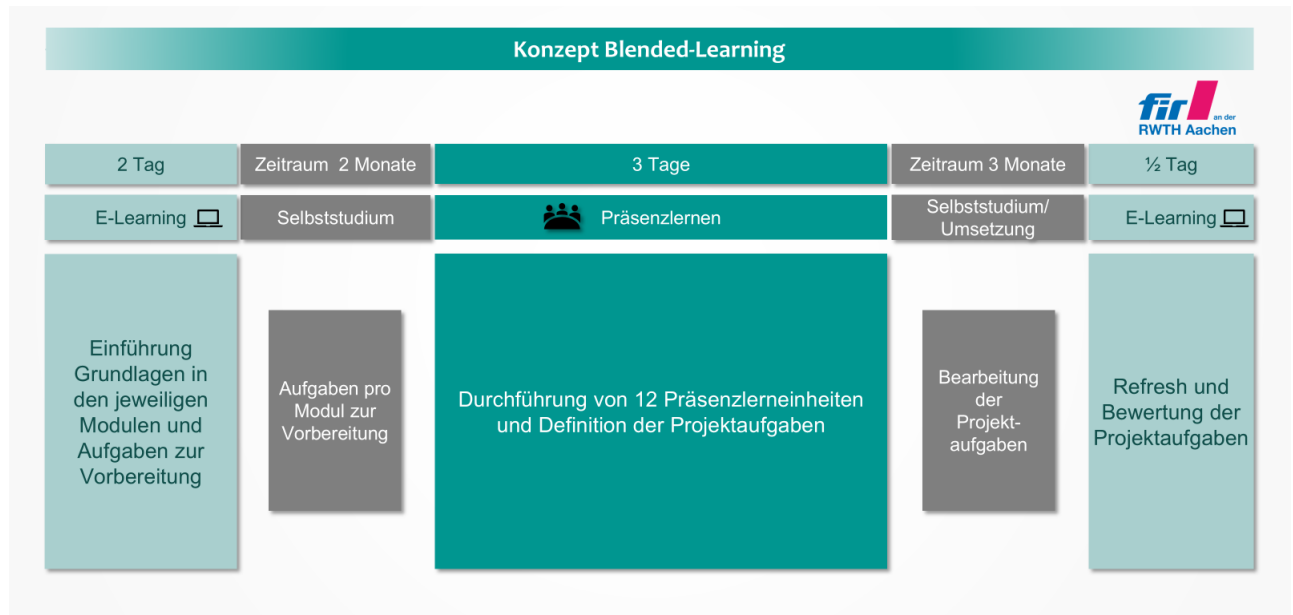 Konzept Blended-Learning
fir an der
RWTH Aachen
2 Tag
Zeitraum 2 Monate
3 Tage
Zeitraum 3 Monate
½ Tag
E-Learning
Selbststudium
Präsenzlernen
Selbststudium/
Umsetzung
E-Learning
Einführung
Grundlagen in
den jeweiligen
Modulen und
Aufgaben zur
Vorbereitung
Aufgaben pro
Modul zur
Vorbereitung
Durchführung von 12 Präsenzlerneinheiten
und Definition der Projektaufgaben
Bearbeitung
der
Projekt-
aufgaben
Refresh und
Bewertung der
Projektaufgaben